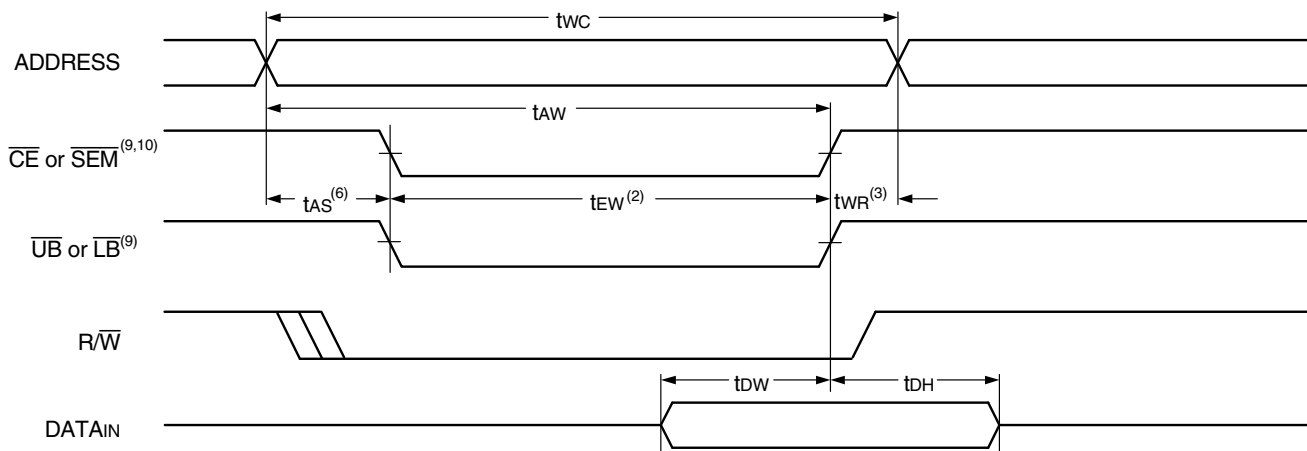 tWC
ADDRESS
tAW
CE or SEM(9,10)
tAS(6) tEW(2) tWR(3)
UB or LB(9)
R/W
tDW tDH
DATAIN